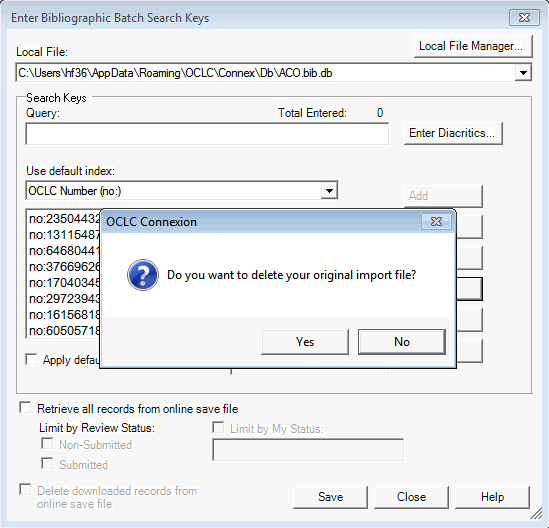 Enter Bibliographic Batch Search Keys
Local File:
Local File Manager...
C:\Users\hf36\AppData\Roaming\OCLC\Connex\Db\ACO.bib.db
Search Keys
Query:
Total Entered: 0
Enter Diacritics...
Use default index:
OCLC Number (no:)
Add
no:23504432
no:13115487
no:64680441
no:37669626
no:17040345
no:29723943
no:16156818
no:60505718
OCLC Connexion
Do you want to delete your original import file?
Yes
No
Apply defau
Retrieve all records from online save file
Limit by Review Status:
Limit by My Status:
Non-Submitted
Submitted
Delete downloaded records from
online save file
Save
Close
Help